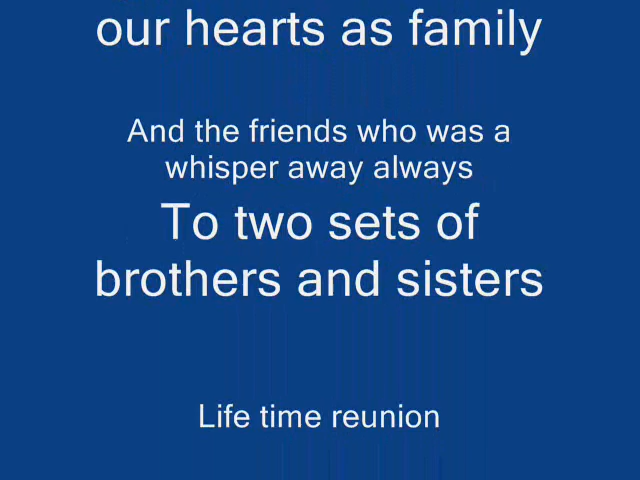 our hearts as family
And the friends who was a
whisper away always
To two sets of
brothers and sisters
Life time reunion